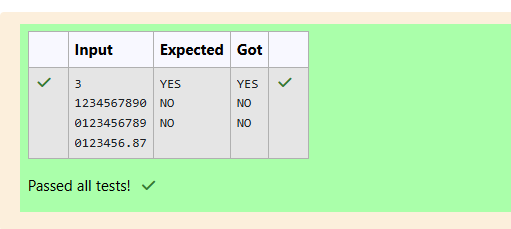 Input Expected Got
3 YES YES
1234567890 NO NO
0123456789 NO NO
0123456.87
Passed all tests!